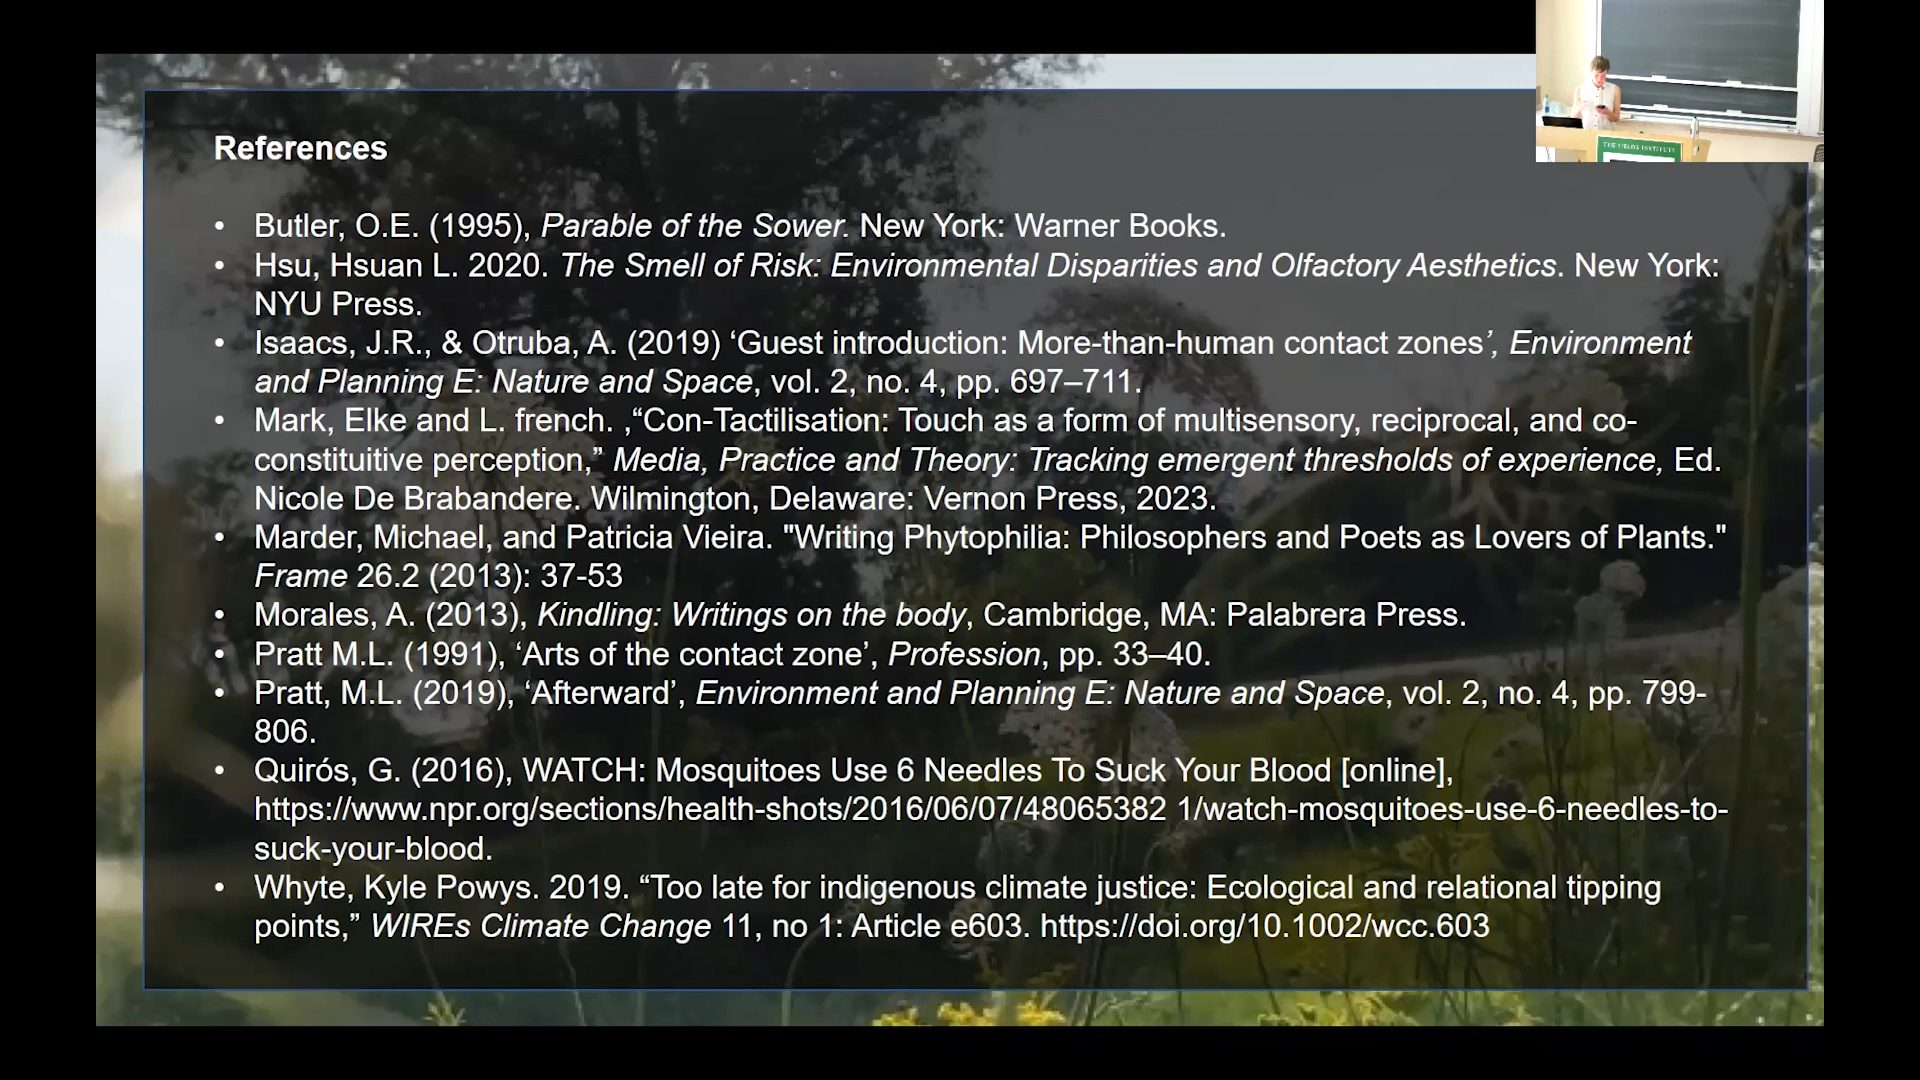 References
• Butler, O.E. (1995), Parable of the Sower. New York: Warner Books.
• Hsu, Hsuan L. 2020. The Smell of Risk: Environmental Disparities and Olfactory Aesthetics. New York:
NYU Press.
• Isaacs, J.R., & Otruba, A. (2019) ‘Guest introduction: More-than-human contact zones’, Environment
and Planning E: Nature and Space, vol. 2, no. 4, pp. 697–711.
• Mark, Elke and L. french. ,“Con-Tactilisation: Touch as a form of multisensory, reciprocal, and co-
constituitive perception,” Media, Practice and Theory: Tracking emergent thresholds of experience, Ed.
Nicole De Brabandere. Wilmington, Delaware: Vernon Press, 2023.
• Marder, Michael, and Patricia Vieira. "Writing Phytophilia: Philosophers and Poets as Lovers of Plants."
Frame 26.2 (2013): 37-53
• Morales, A. (2013), Kindling: Writings on the body, Cambridge, MA: Palabrera Press.
• Pratt M.L. (1991), ‘Arts of the contact zone’, Profession, pp. 33–40.
• Pratt, M.L. (2019), ‘Afterward’, Environment and Planning E: Nature and Space, vol. 2, no. 4, pp. 799-
806.
• Quirós, G. (2016), WATCH: Mosquitoes Use 6 Needles To Suck Your Blood [online],
https://www.npr.org/sections/health-shots/2016/06/07/48065382 1/watch-mosquitoes-use-6-needles-to-
suck-your-blood.
• Whyte, Kyle Powys. 2019. “Too late for indigenous climate justice: Ecological and relational tipping
points,” WIREs Climate Change 11, no 1: Article e603. https://doi.org/10.1002/wcc.603
THE FIELDS INSTITUTE